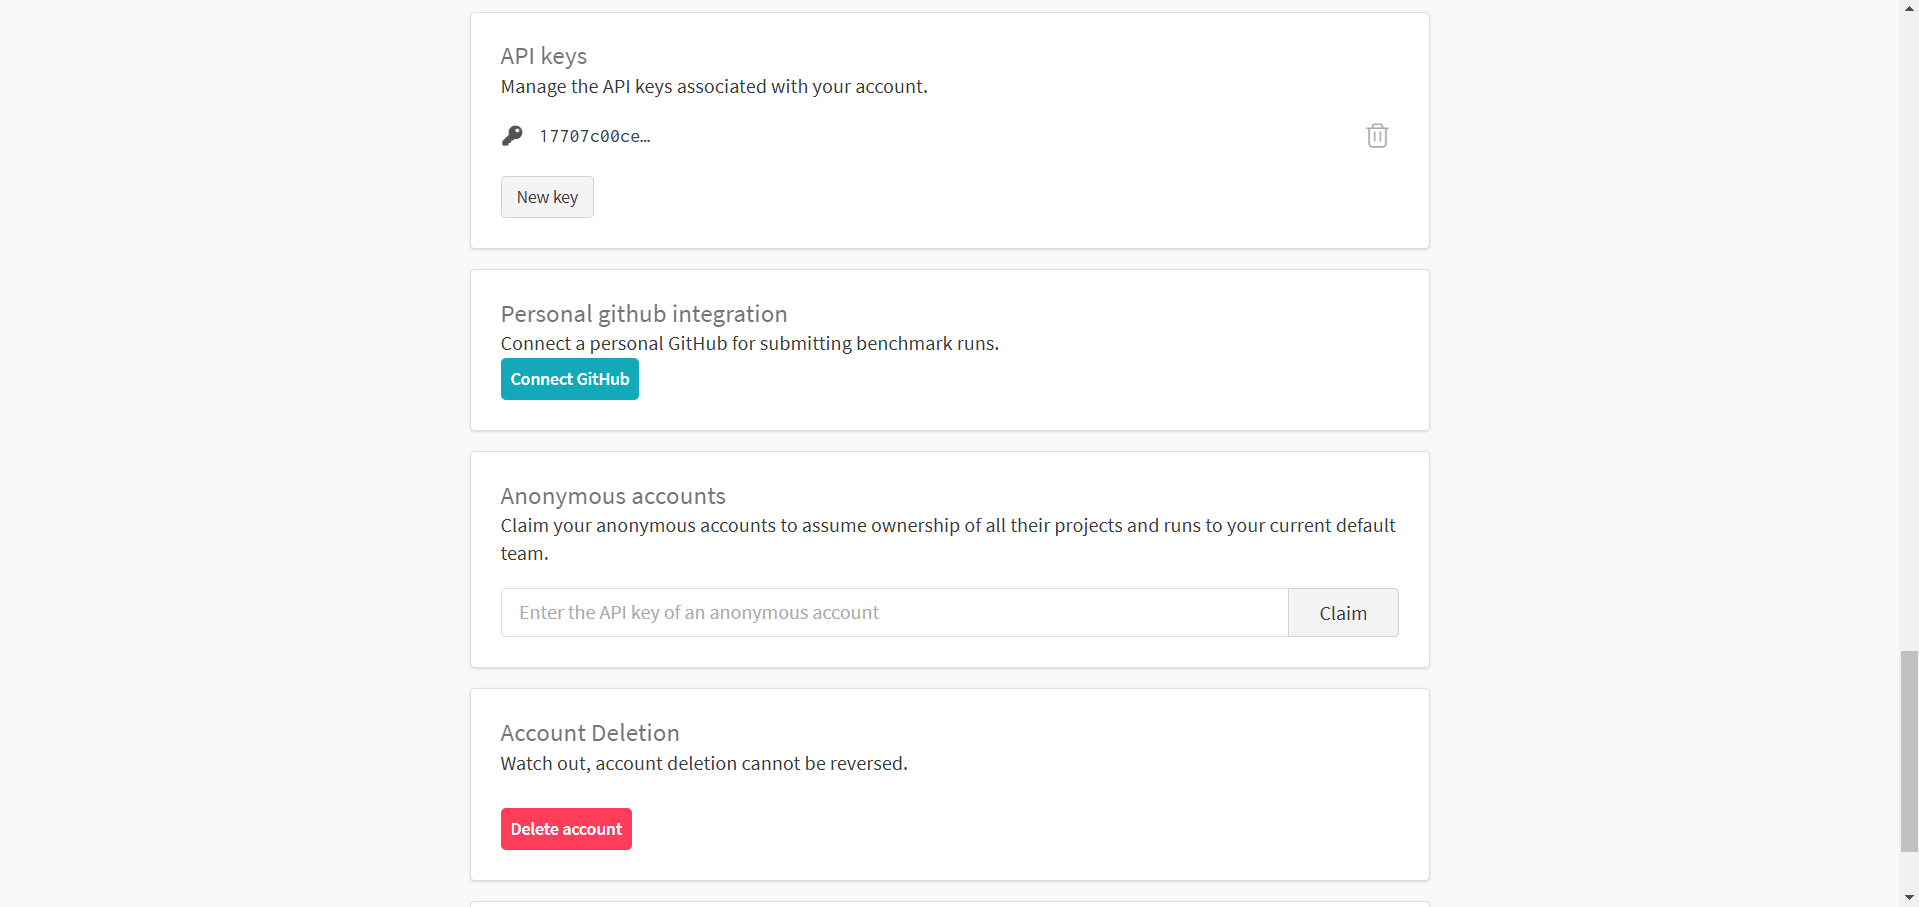 API keys
Manage the API keys associated with your account.
17707c00ce…
New key
Personal github integration
Connect a personal GitHub for submitting benchmark runs.
Connect GitHub
Anonymous accounts
Claim your anonymous accounts to assume ownership of all their projects and runs to your current default
team.
Enter the API key of an anonymous account
Claim
Account Deletion
Watch out, account deletion cannot be reversed.
Delete account